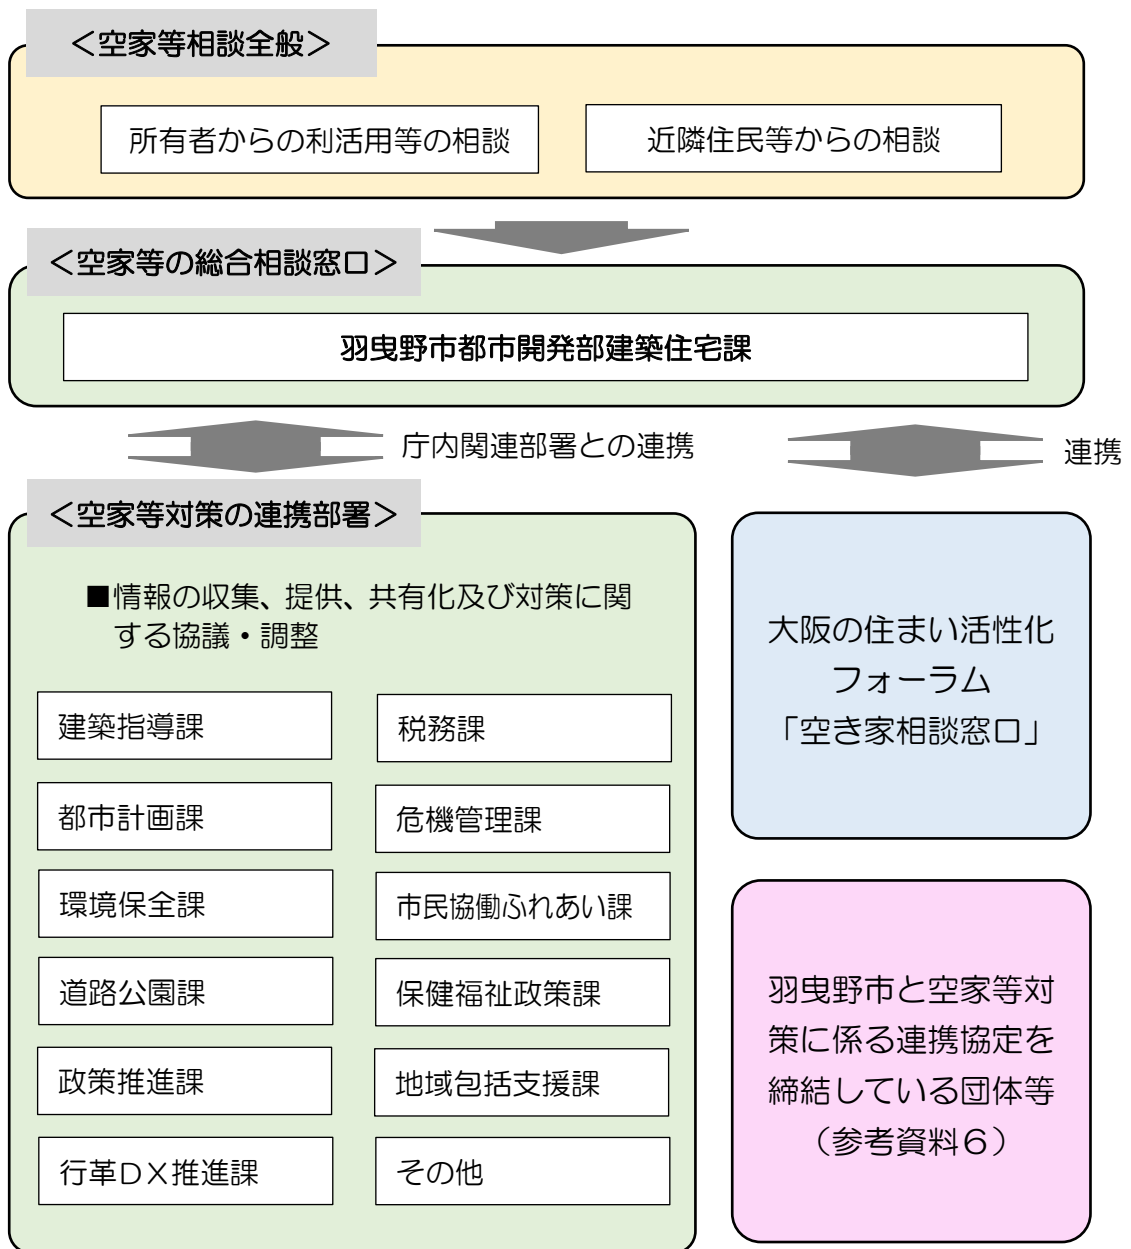 ＜空家等相談全般＞
所有者からの利活用等の相談
近隣住民等からの相談
＜空家等の総合相談窓口＞
羽曳野市都市開発部建築住宅課
庁内関連部署との連携
連携
＜空家等対策の連携部署＞
■情報の収集、提供、共有化及び対策に関
する協議・調整
建築指導課
税務課
都市計画課
危機管理課
環境保全課
市民協働ふれあい課
道路公園課
保健福祉政策課
政策推進課
地域包括支援課
行革ＤＸ推進課
その他
大阪の住まい活性化
フォーラム
「空き家相談窓口」
羽曳野市と空家等対
策に係る連携協定を
締結している団体等
（参考資料６）